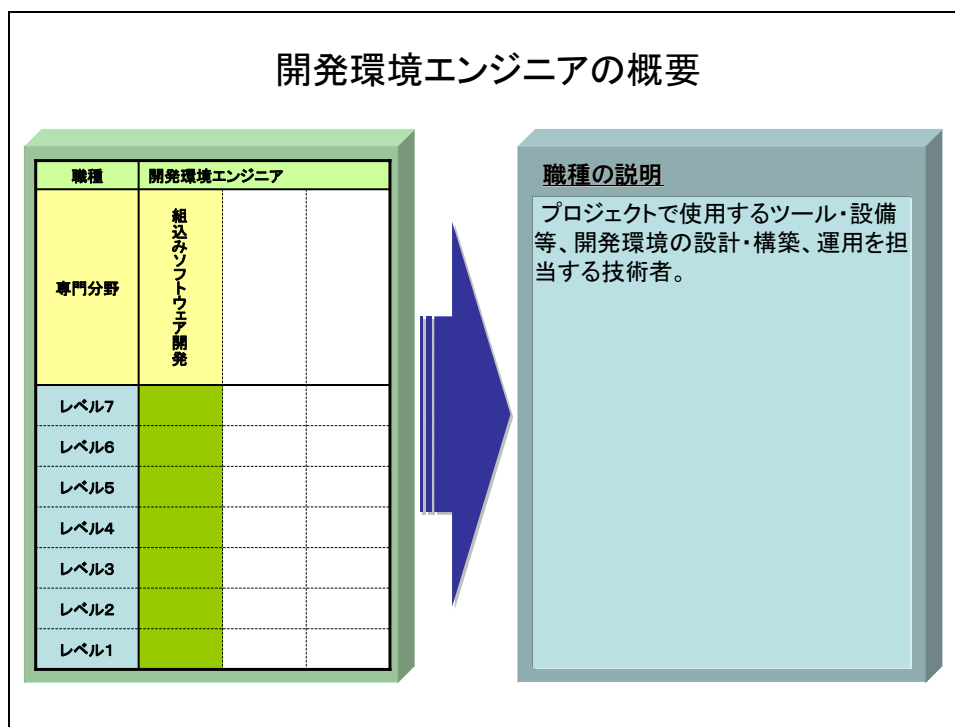 開発環境エンジニアの概要
職種
開発環境エンジニア
専門分野
組込みソフトウェア開発
レベル7
レベル6
レベル5
レベル4
レベル3
レベル2
レベル1
職種の説明
プロジェクトで使用するツール・設備
等、開発環境の設計・構築、運用を担
当する技術者。